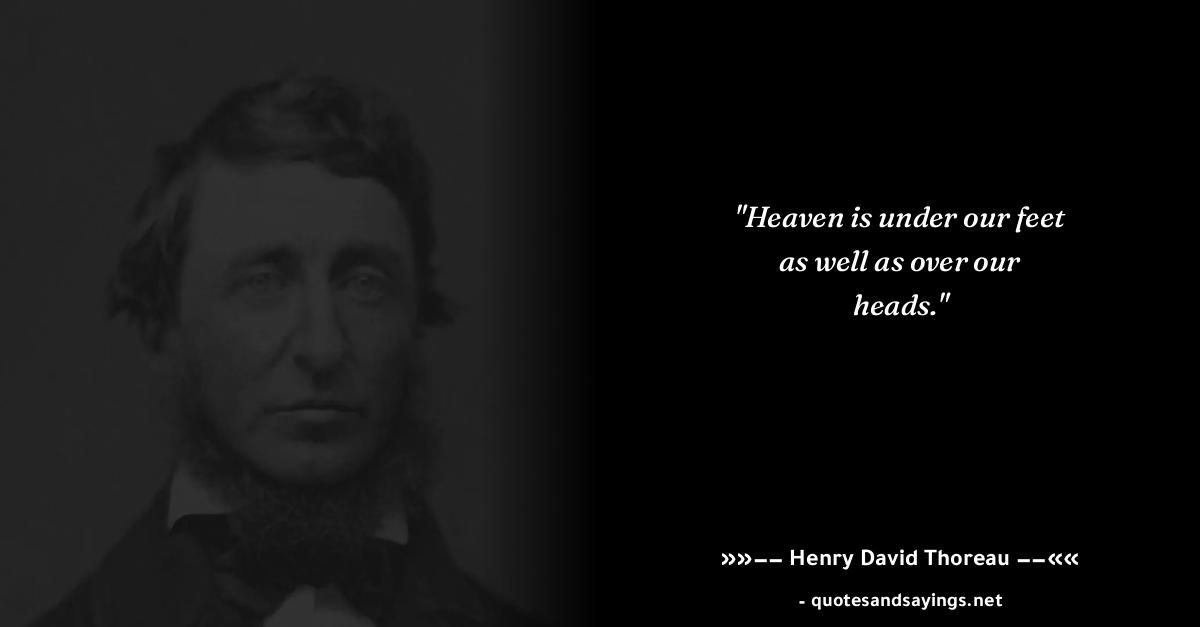 "Heaven is under our feet
as well as over our
heads."
»»−− Henry David Thoreau −−««
- quotesandsayings.net